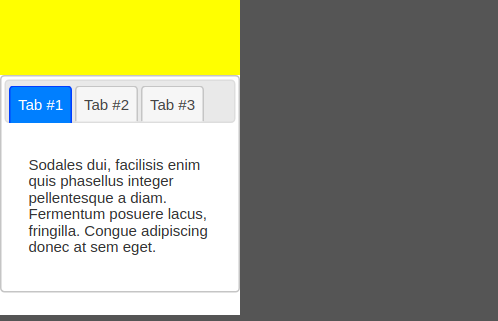 Tab #1 Tab #2 Tab #3
Sodales dui, facilisis enim
quis phasellus integer
pellentesque a diam.
Fermentum posuere lacus,
fringilla. Congue adipiscing
donec at sem eget.